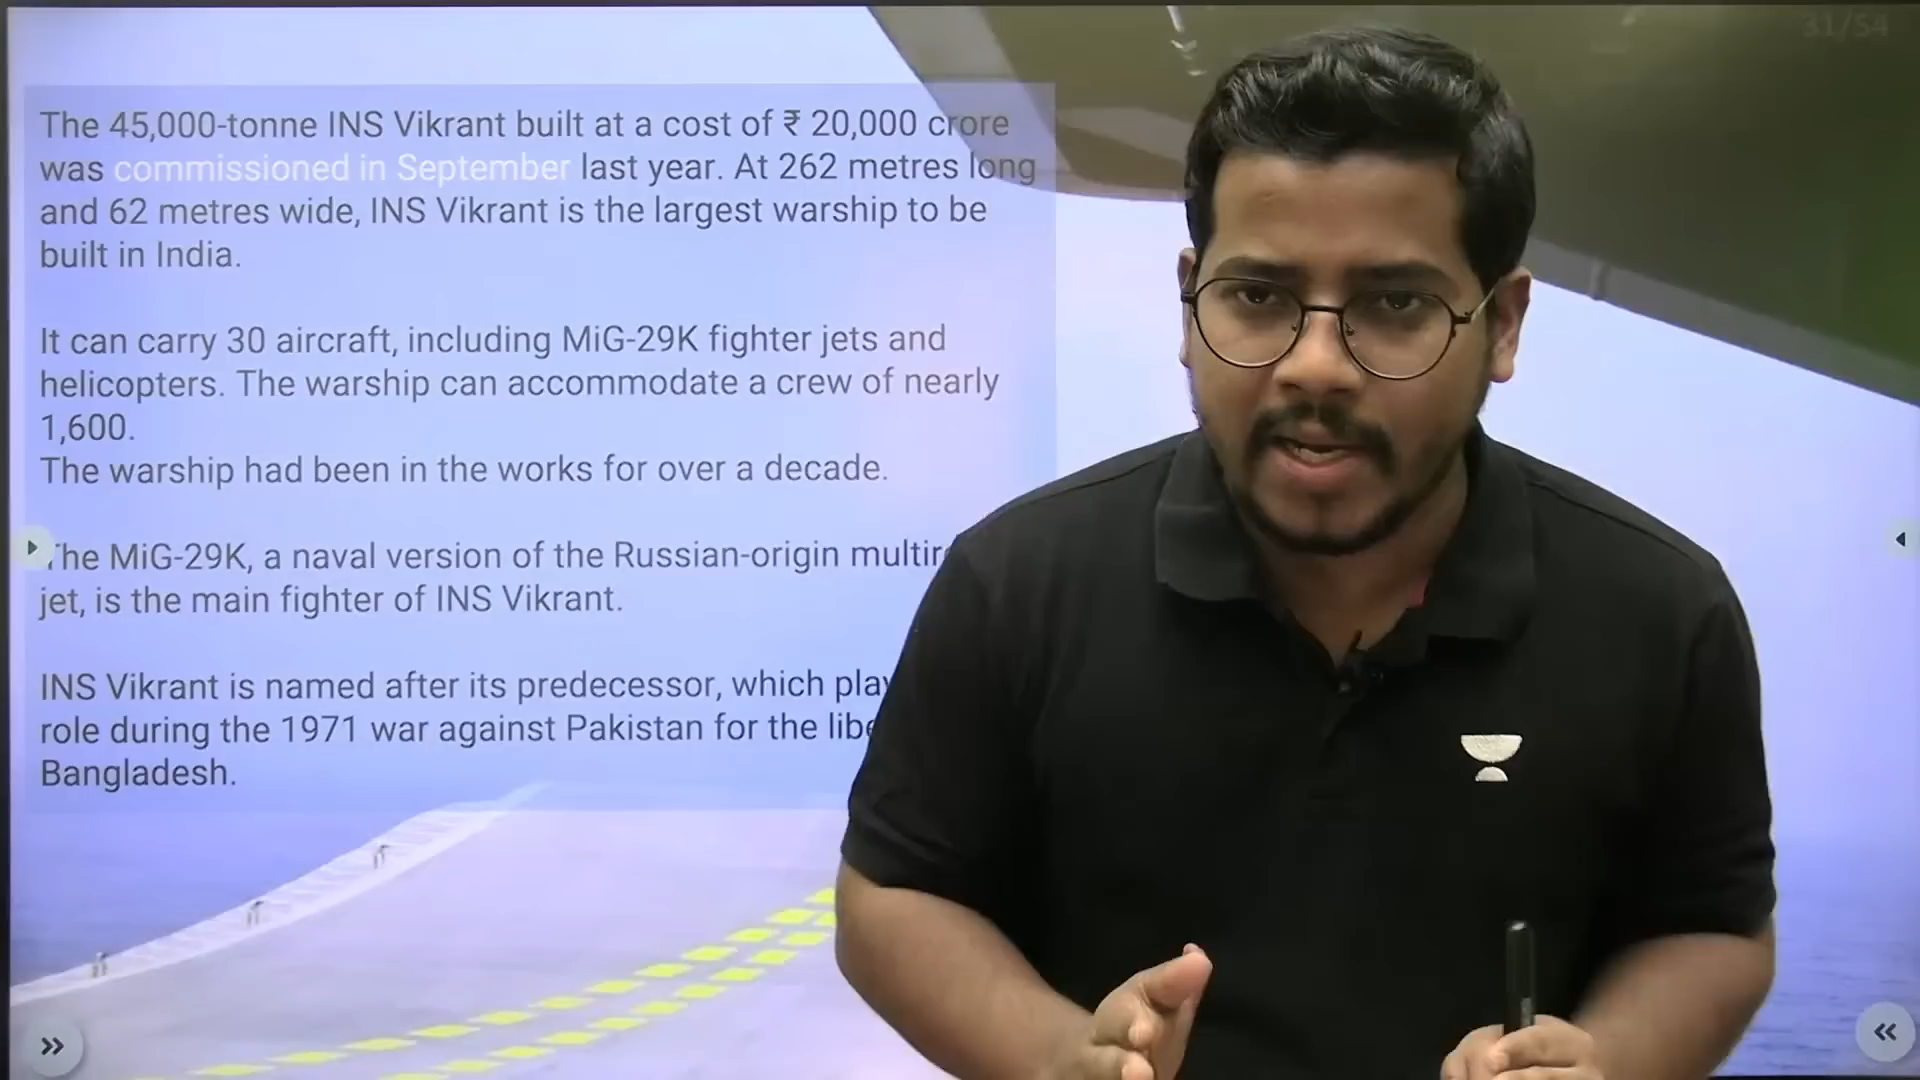 31/54
The 45,000-tonne INS Vikrant built at a cost of ₹ 20,000 crore
was commissioned in September last year. At 262 metres long
and 62 metres wide, INS Vikrant is the largest warship to be
built in India.
It can carry 30 aircraft, including MiG-29K fighter jets and
helicopters. The warship can accommodate a crew of nearly
1,600.
The warship had been in the works for over a decade.
The MiG-29K, a naval version of the Russian-origin
jet, is the main fighter of INS Vikrant.
INS Vikrant is named after its predecessor, which
role during the 1971 war against Pakistan for the
Bangladesh.